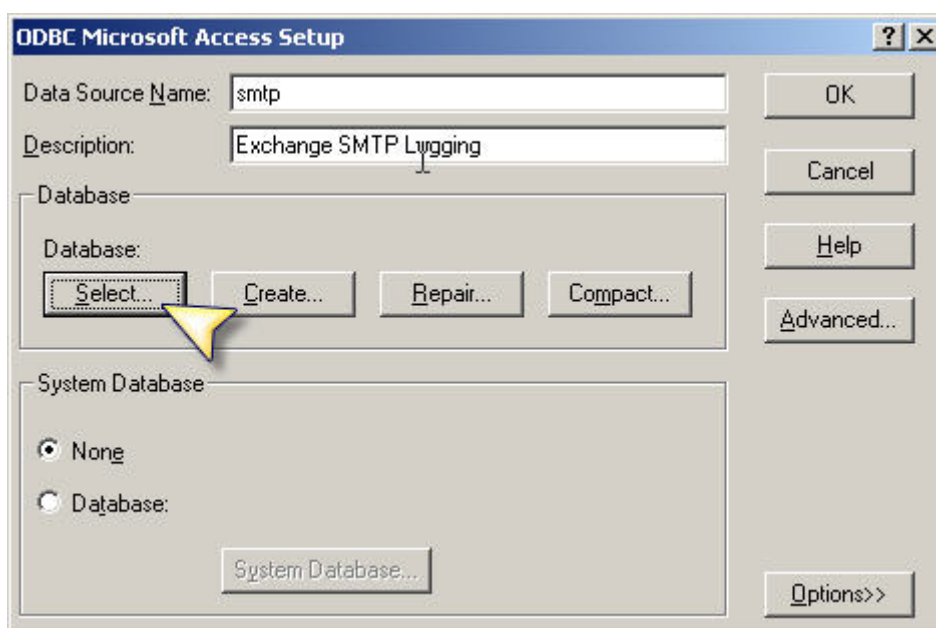 ODBC Microsoft Access Setup
Data Source Name: smtp
OK
Description: Exchange SMTP Logging
Cancel
Database
Database:
Help
Select... Create... Repair... Compact...
Advanced...
System Database
None
Database:
System Database...
Options>>